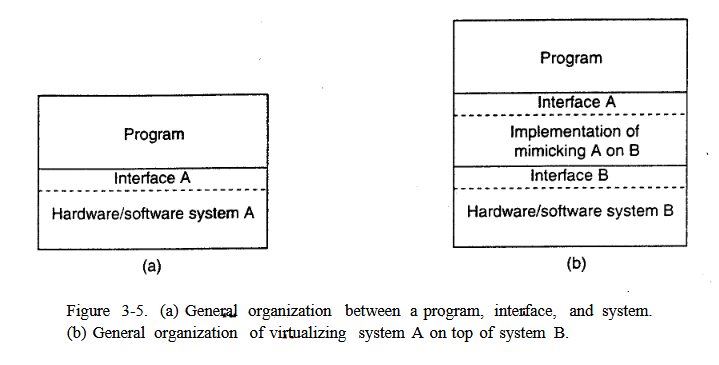 Program
Interface A
Hardware/software system A
(a)
Program
Interface A
Implementation of
mimicking A on B
Interface B
Hardware/software system B
(b)
Figure 3-5. (a) General organization between a program, interface, and system.
(b) General organization of virtualizing system A on top of system B.